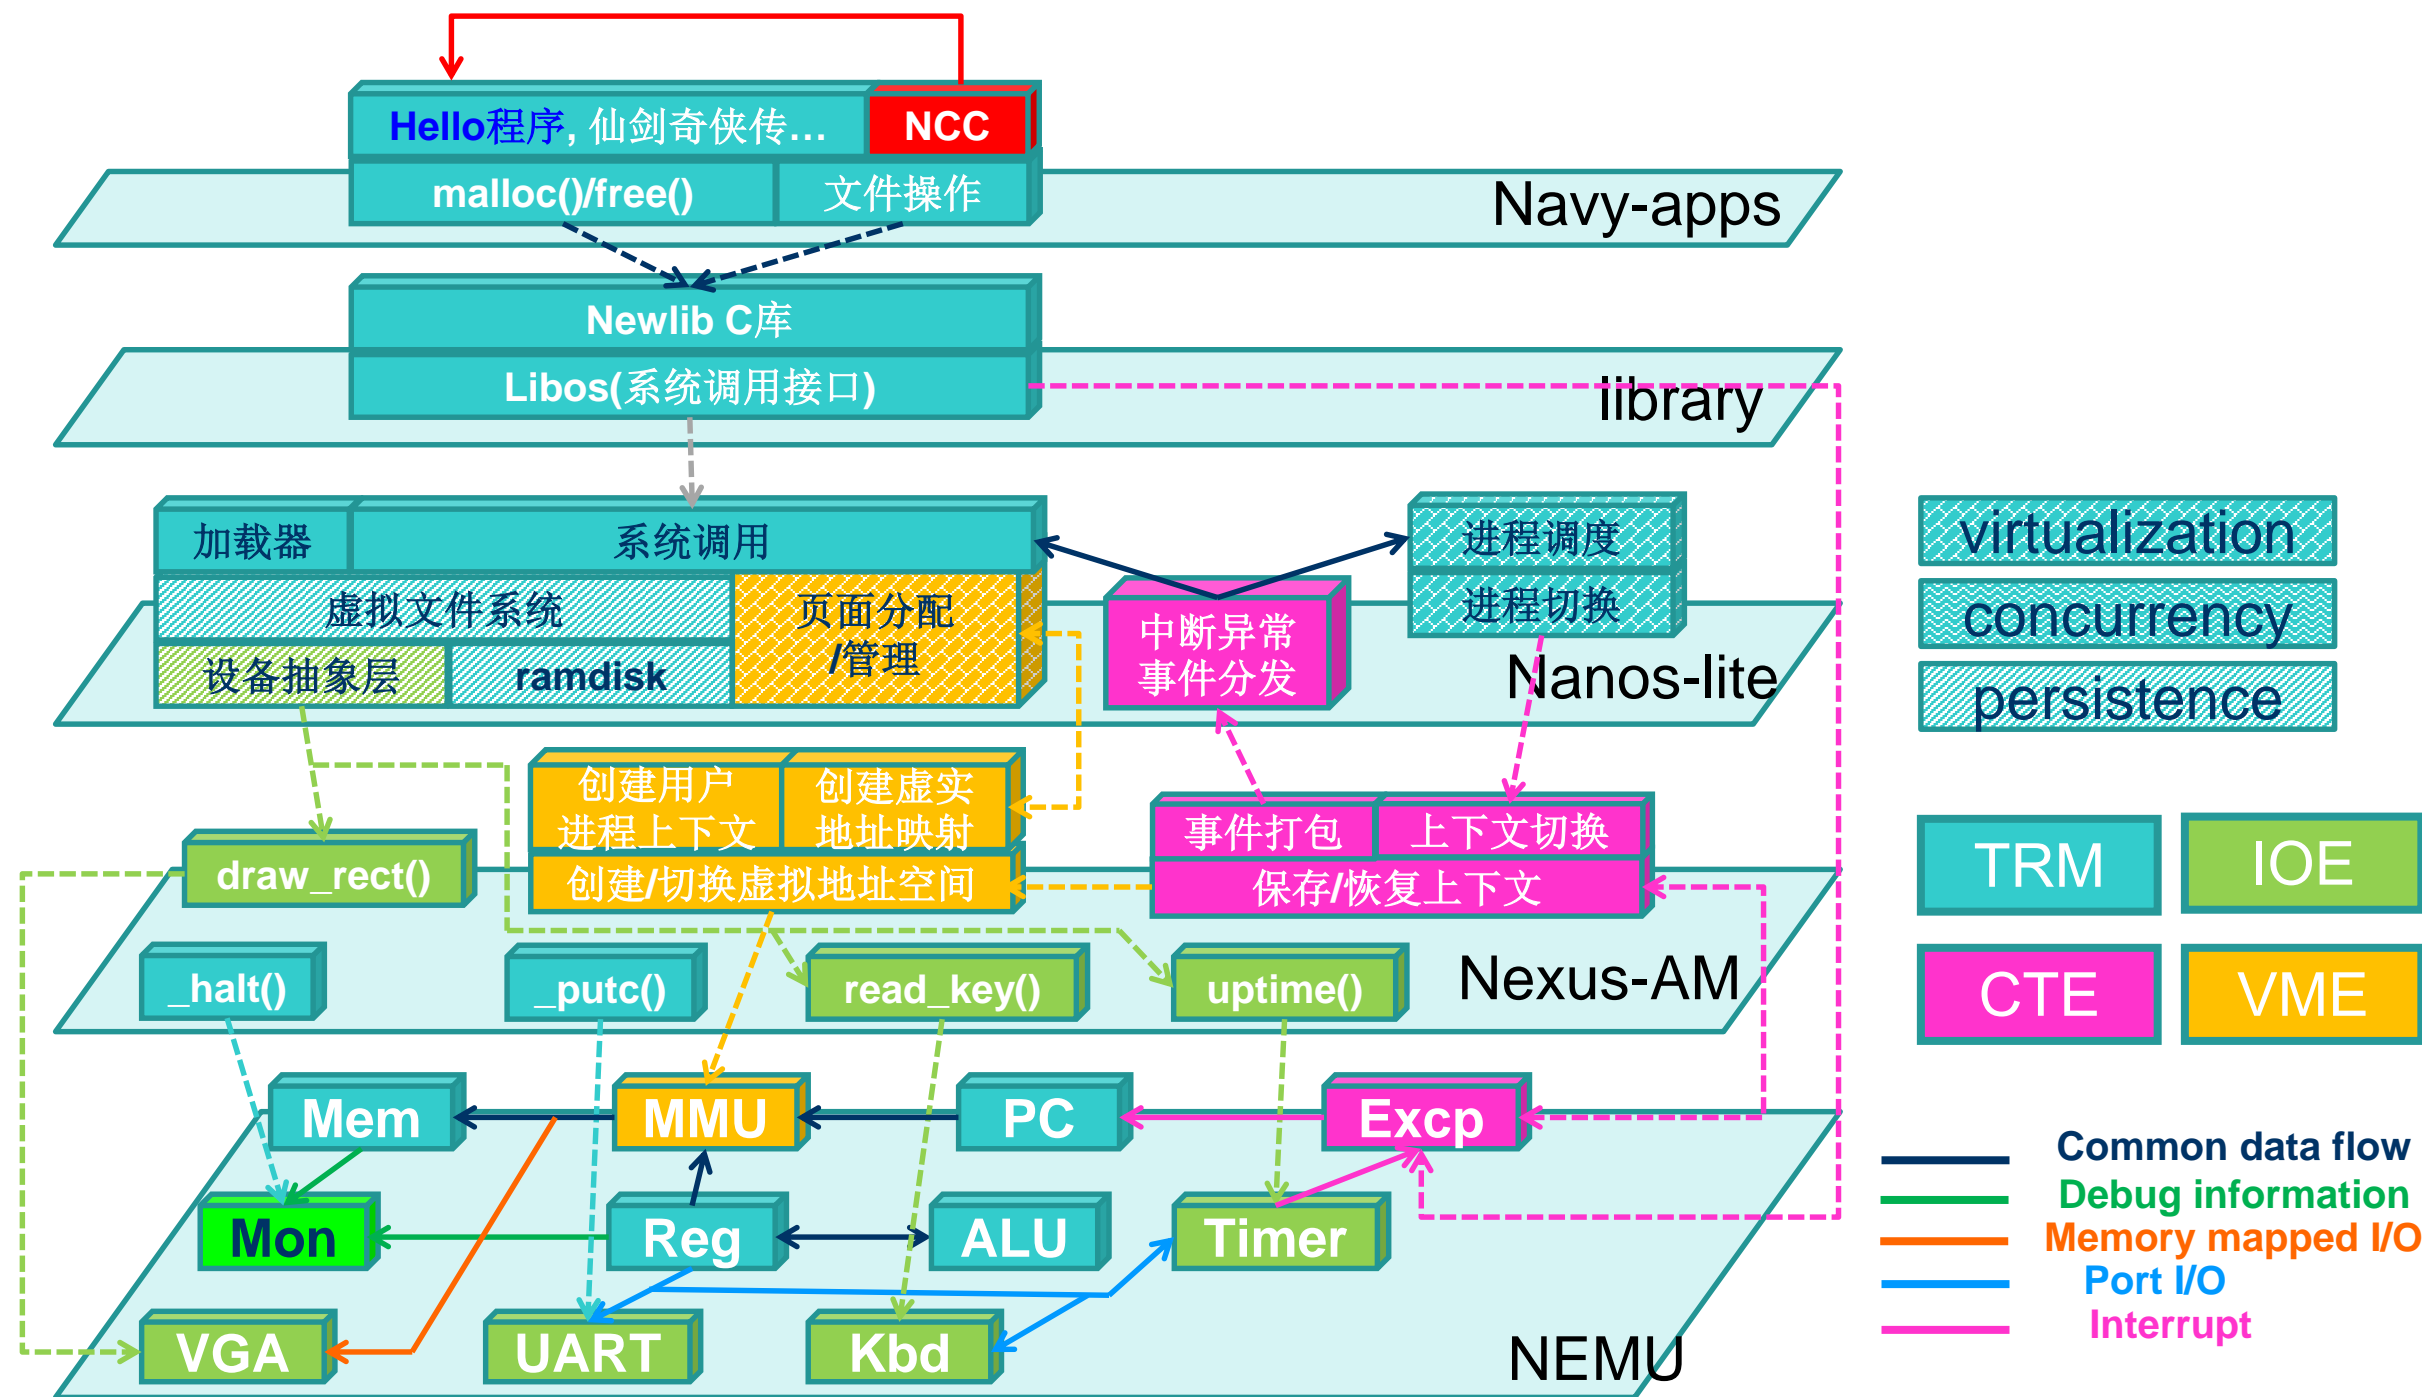 Hello程序, 仙剑奇侠传...
NCC
malloc()/free()
文件操作
Navy-apps
Newlib C库
Libos(系统调用接口)
library
加载器
系统调用
进程调度
虚拟文件系统
页面分配
/管理
进程切换
中断异常
事件分发
设备抽象层
ramdisk
Nanos-lite
virtualization
concurrency
persistence
创建用户
进程上下文
创建虚实
地址映射
事件打包
上下文切换
draw_rect()
创建/切换虚拟地址空间
保存/恢复上下文
_halt()
_putc()
read_key()
uptime()
Nexus-AM
TRM
IOE
CTE
VME
Mem
MMU
PC
Excp
Mon
Reg
ALU
Timer
VGA
UART
Kbd
NEMU
Common data flow
Debug information
Memory mapped I/O
Port I/O
Interrupt